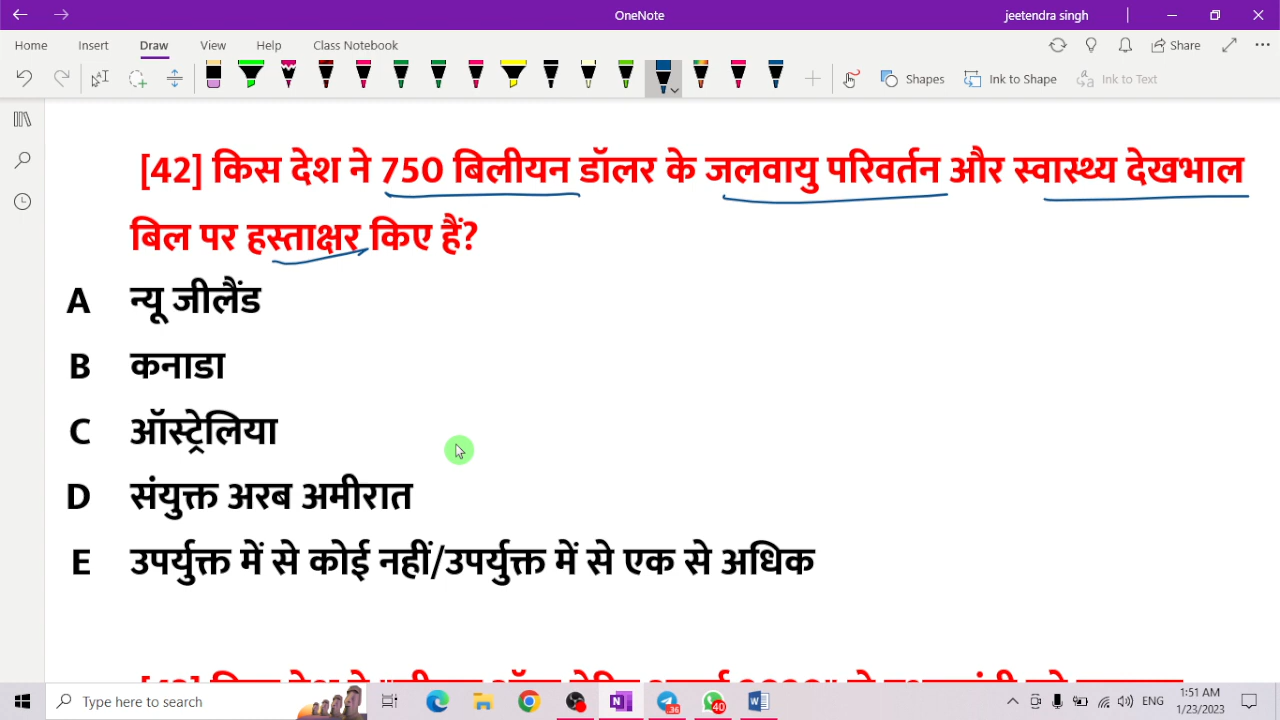 OneNote
jeetendra singh
Home Insert Draw View Help Class Notebook
Share
Shapes Ink to Shape Ink to Text
[42] किस देश ने 750 बिलीयन डॉलर के जलवायु परिवर्तन और स्वास्थ्य देखभाल
बिल पर हस्ताक्षर किए हैं?
A न्यू जीलैंड
B कनाडा
C ऑस्ट्रेलिया
D संयुक्त अरब अमीरात
E उपर्युक्त में से कोई नहीं/उपर्युक्त में से एक से अधिक
Type here to search
36
40
ENG
1:51 AM
1/23/2023